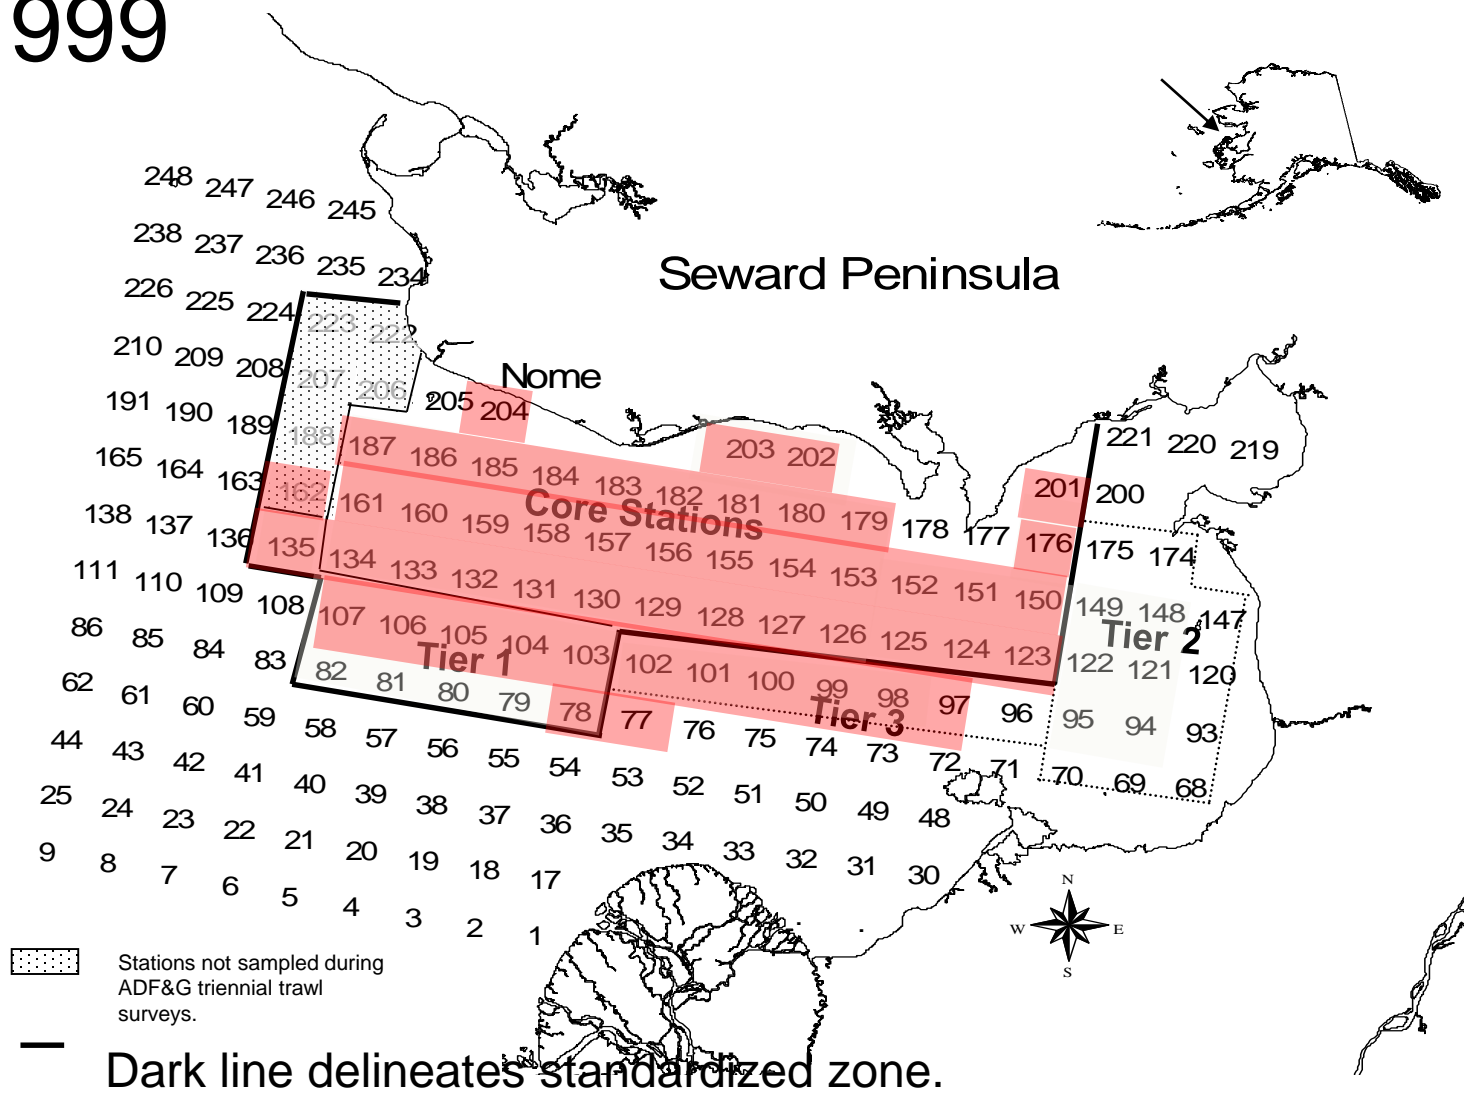 999
248 247 246 245
238 237 236 235 234
Seward Peninsula
226 225 224 223 222
210 209 208 207 206 205 204
Nome
191 190 189 188 187 186 185 184 183 182 181 180 179 178 177 176 175 174
203 202
221 220 219
201 200
165 164 163 162 161 160 159 158 157 156 155 154 153 152 151 150 149 148 147
Core Stations
138 137 136 135 134 133 132 131 130 129 128 127 126 125 124 123 122 121 120
Tier 2
111 110 109 108 107 106 105 104 103 102 101 100 99 98 97 96 95 94 93
Tier 1
Tier 3
86 85 84 83 82 81 80 79 78 77 76 75 74 73 72 71 70 69 68
62 61 60 59 58 57 56 55 54 53 52 51 50 49 48
44 43 42 41 40 39 38 37 36 35 34 33 32 31 30
25 24 23 22 21 20 19 18 17
9 8 7 6 5 4 3 2 1
N
W E
S
Stations not sampled during
ADF&G triennial trawl
surveys.
Dark line delineates standardized zone.